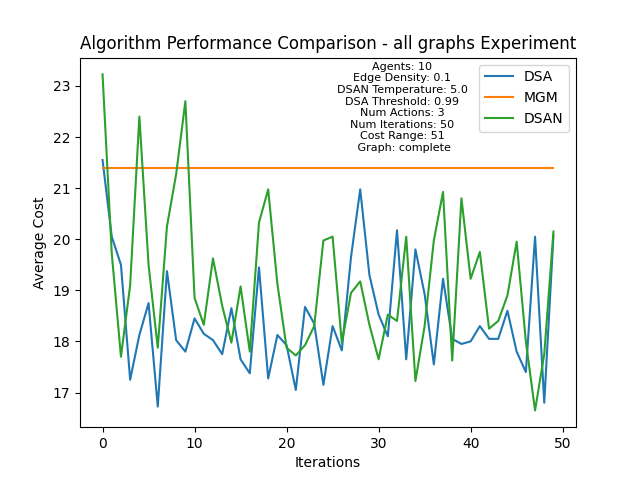 Algorithm Performance Comparison - all graphs Experiment
Agents: 10
Edge Density: 0.1
DSAN Temperature: 5.0
DSA Threshold: 0.99
Num Actions: 3
Num Iterations: 50
Cost Range: 51
Graph: complete
DSA
MGM
DSAN
Average Cost
23
22
21
20
19
18
17
0
10
20
30
40
50
Iterations